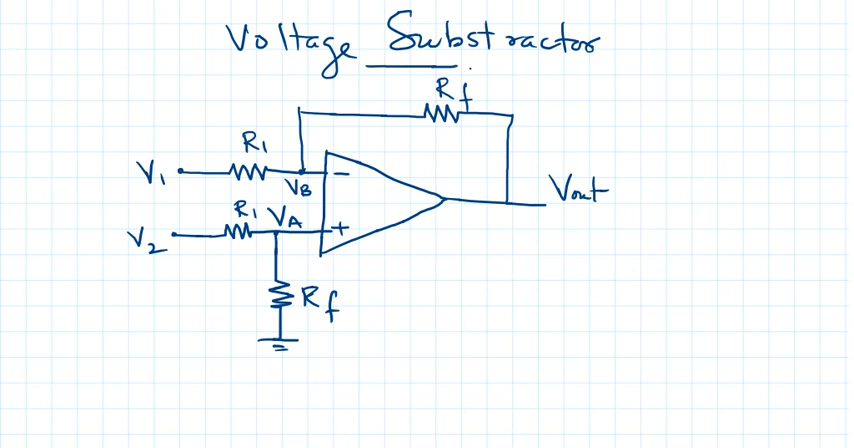 Voltage Substractor
Rf
R1
V1
VB
−
R1
VA
+
Vout
V2
Rf